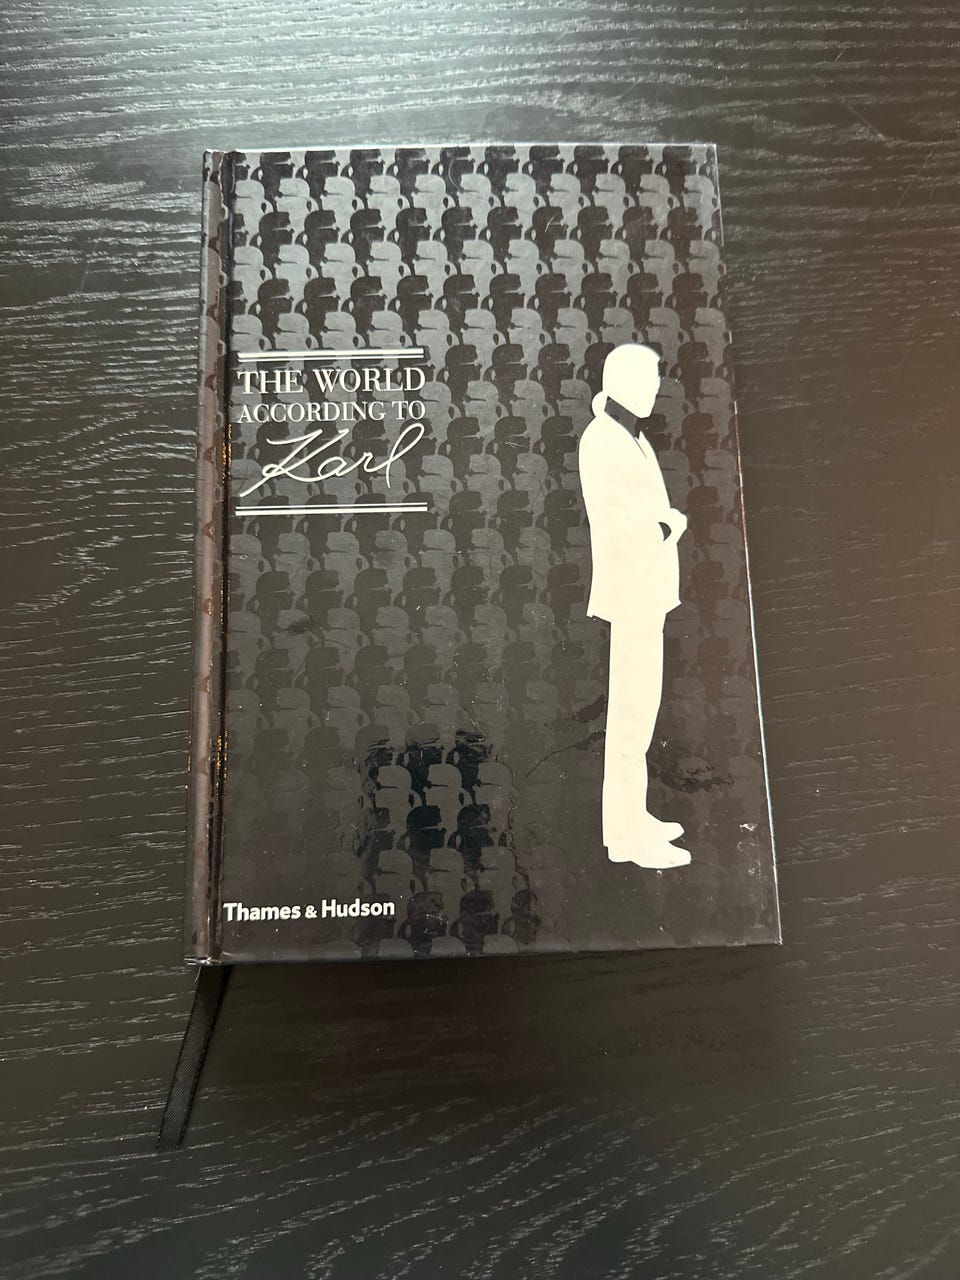 THE WORLD
ACCORDING TO
Karl
Thames & Hudson